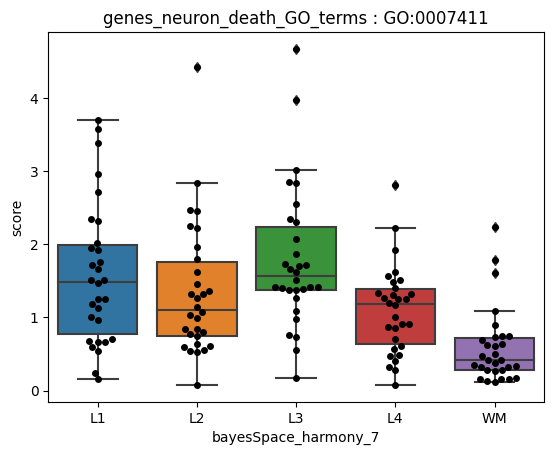 genes_neuron_death_GO_terms : GO:0007411
score
4
3
2
1
0
L1 L2 L3 L4 WM
bayesSpace_harmony_7